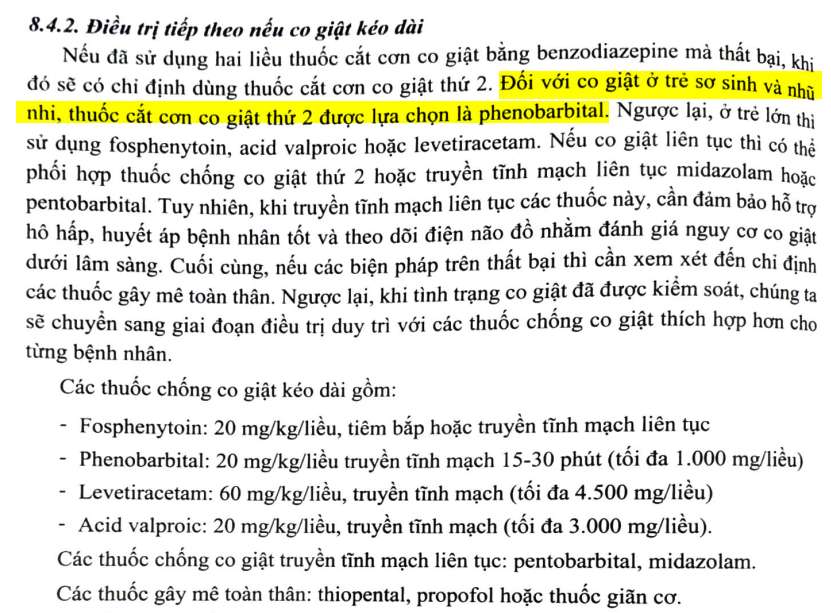 8.4.2. Điều trị tiếp theo nếu co giật kéo dài
Nếu đã sử dụng hai liều thuốc cắt cơn co giật bằng benzodiazepine mà thất bại, khi
đó sẽ có chỉ định dùng thuốc cắt cơn co giật thứ 2. Đối với co giật ở trẻ sơ sinh và nhũ
nhi, thuốc cắt cơn co giật thứ 2 được lựa chọn là phenobarbital. Ngược lại, ở trẻ lớn thì
sử dụng fosphenytoin, acid valproic hoặc levetiracetam. Nếu co giật liên tục thì có thể
phối hợp thuốc chống co giật thứ 2 hoặc truyền tĩnh mạch liên tục midazolam hoặc
pentobarbital. Tuy nhiên, khi truyền tĩnh mạch liên tục các thuốc này, cần đảm bảo hỗ trợ
hô hấp, huyết áp bệnh nhân tốt và theo dõi điện não đồ nhằm đánh giá nguy cơ co giật
dưới lâm sàng. Cuối cùng, nếu các biện pháp trên thất bại thì cần xem xét đến chỉ định
các thuốc gây mê toàn thân. Ngược lại, khi tình trạng co giật đã được kiểm soát, chúng ta
sẽ chuyển sang giai đoạn điều trị duy trì với các thuốc chống co giật thích hợp hơn cho
từng bệnh nhân.
Các thuốc chống co giật kéo dài gồm:
- Fosphenytoin: 20 mg/kg/liều, tiêm bắp hoặc truyền tĩnh mạch liên tục
- Phenobarbital: 20 mg/kg/liều truyền tĩnh mạch 15-30 phút (tối đa 1.000 mg/liều)
- Levetiracetam: 60 mg/kg/liều, truyền tĩnh mạch (tối đa 4.500 mg/liều)
- Acid valproic: 20 mg/kg/liều, truyền tĩnh mạch (tối đa 3.000 mg/liều).
Các thuốc chống co giật truyền tĩnh mạch liên tục: pentobarbital, midazolam.
Các thuốc gây mê toàn thân: thiopental, propofol hoặc thuốc giãn cơ.